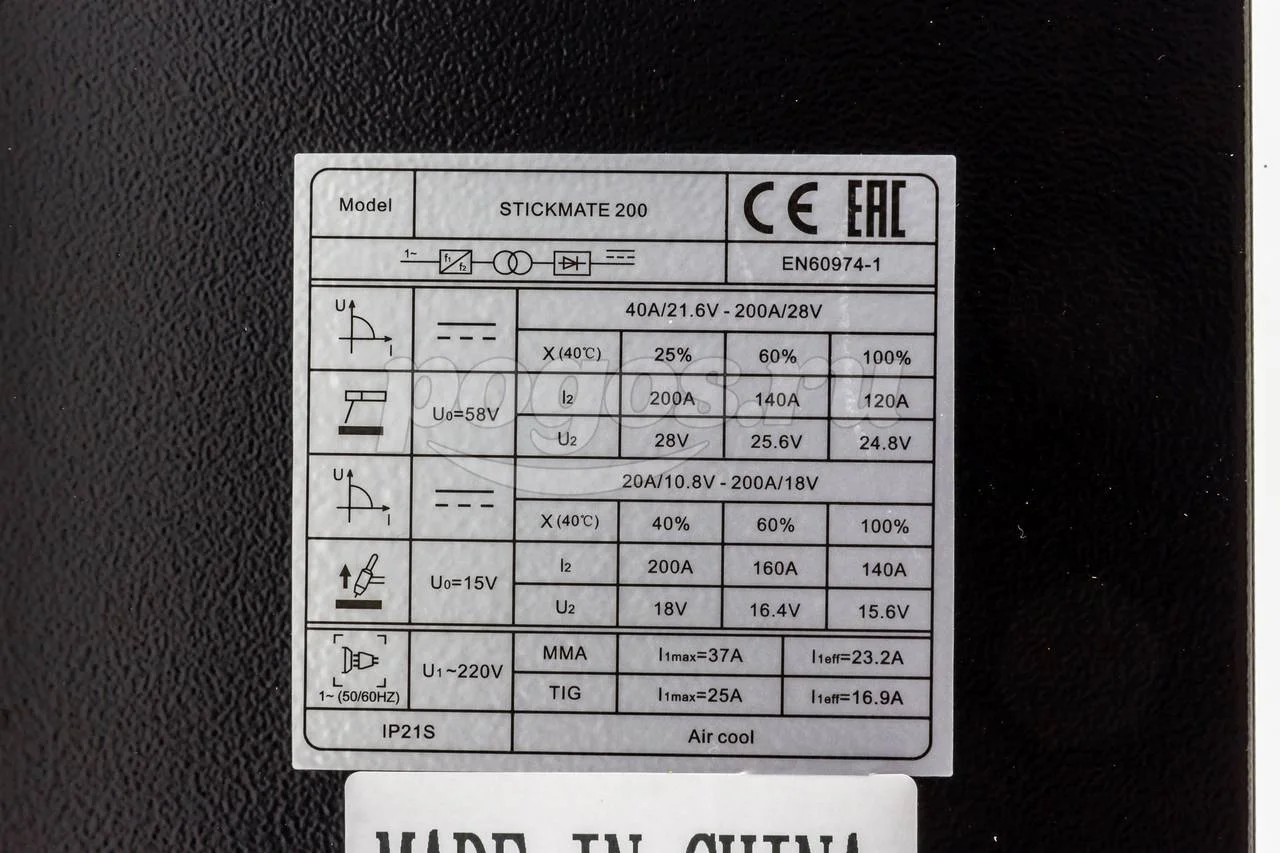 Model STICKMATE 200 CE EAC
1~ f1/f2 EN60974-1
U I 40A/21.6V - 200A/28V
X (40℃) 25% 60% 100%
U0=58V I2 200A 140A 120A
U2 28V 25.6V 24.8V
U I 20A/10.8V - 200A/18V
X (40℃) 40% 60% 100%
U0=15V I2 200A 160A 140A
U2 18V 16.4V 15.6V
1~ (50/60HZ) U1 ~220V MMA I1max=37A I1eff=23.2A
TIG I1max=25A I1eff=16.9A
IP21S Air cool
MADE IN CHINA
pogos.ru